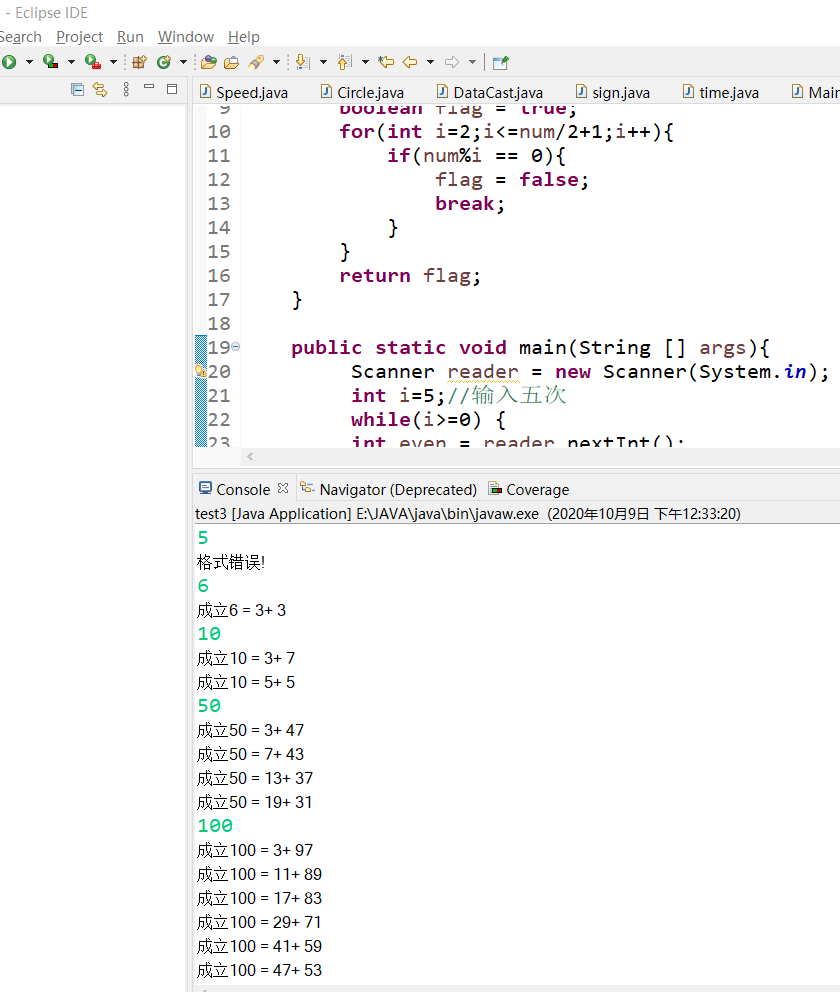 - Eclipse IDE
Search Project Run Window Help
Speed.java Circle.java DataCast.java sign.java time.java Main
9 boolean flag = true;
10 for(int i=2;i<=num/2+1;i++){
11 if(num%i == 0){
12 flag = false;
13 break;
14 }
15 }
16 return flag;
17 }
18
19 public static void main(String [] args){
20 Scanner reader = new Scanner(System.in);
21 int i=5;//输入五次
22 while(i>=0) {
23 int even = reader.nextInt();
Console Navigator (Deprecated) Coverage
test3 [Java Application] E:\JAVA\java\bin\javaw.exe (2020年10月9日 下午12:33:20)
5
格式错误!
6
成立6 = 3+ 3
10
成立10 = 3+ 7
成立10 = 5+ 5
50
成立50 = 3+ 47
成立50 = 7+ 43
成立50 = 13+ 37
成立50 = 19+ 31
100
成立100 = 3+ 97
成立100 = 11+ 89
成立100 = 17+ 83
成立100 = 29+ 71
成立100 = 41+ 59
成立100 = 47+ 53